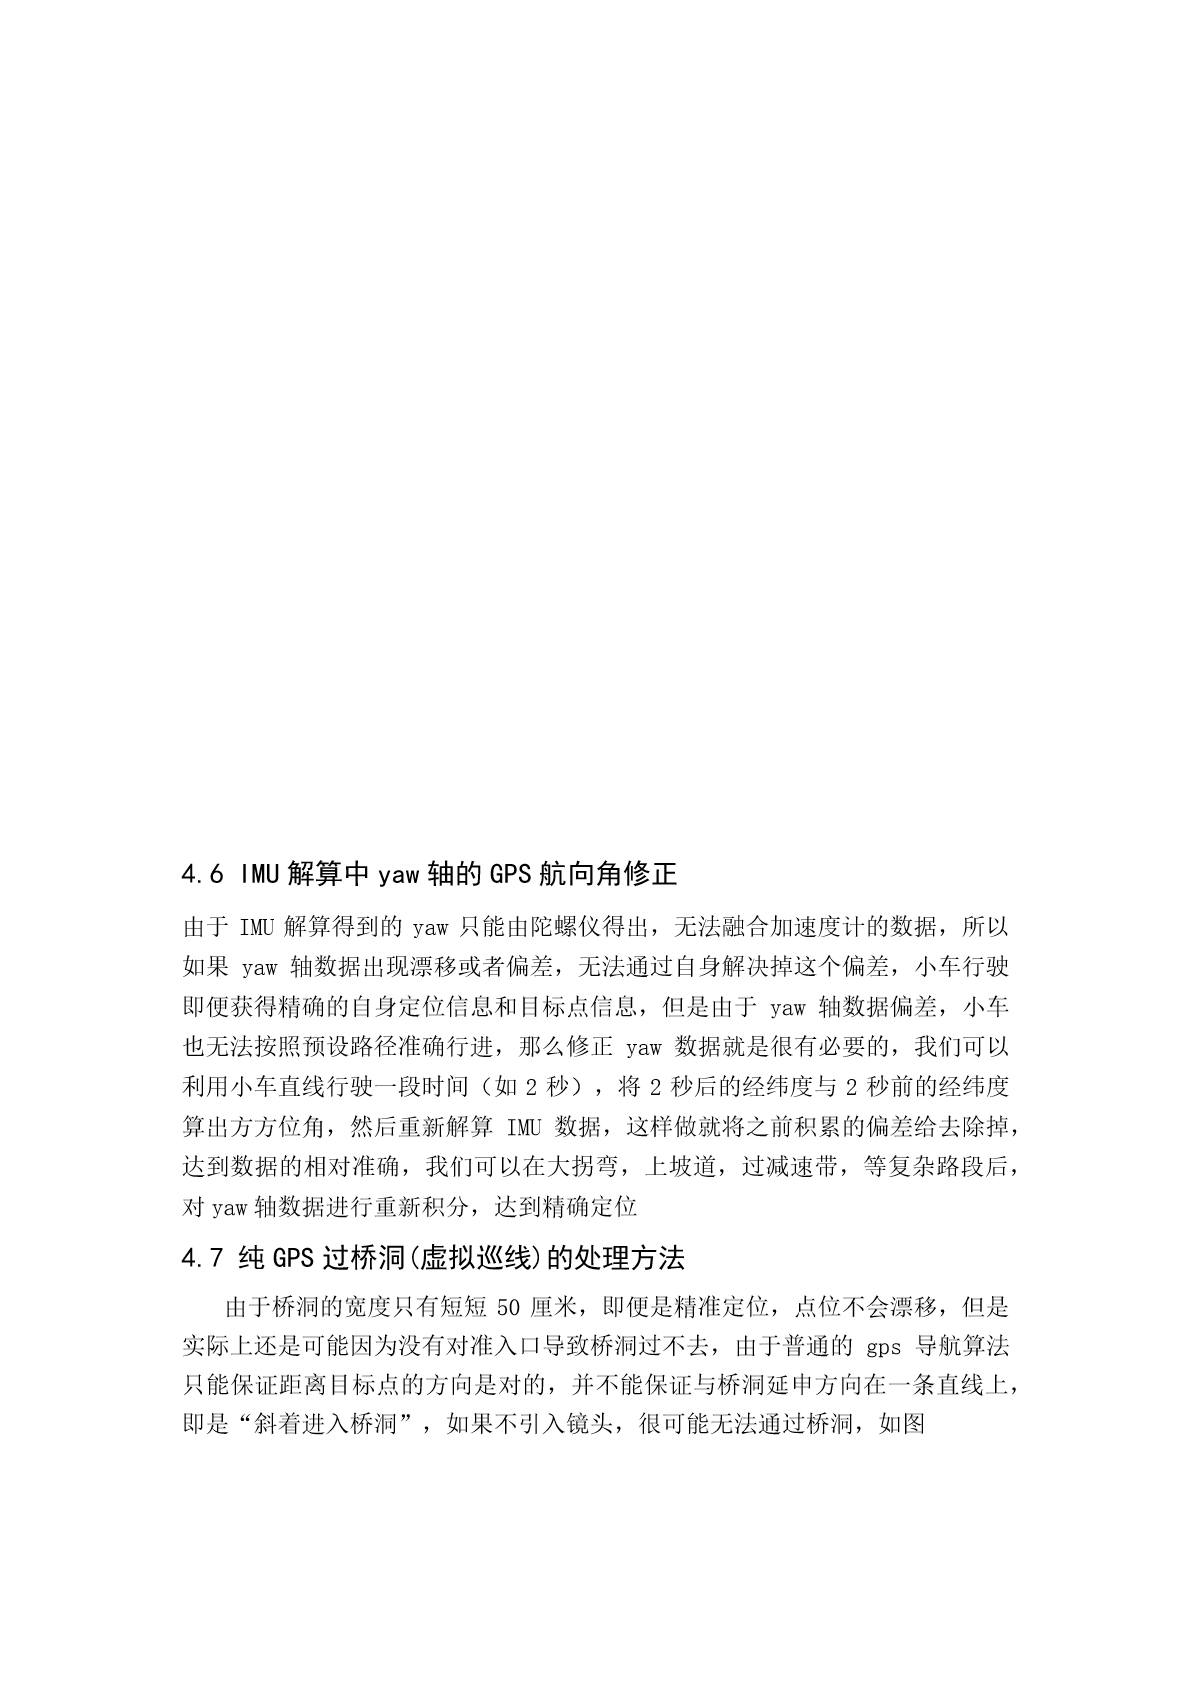 4.6 IMU 解算中 yaw 轴的 GPS 航向角修正
由于 IMU 解算得到的 yaw 只能由陀螺仪得出，无法融合加速度计的数据，所以
如果 yaw 轴数据出现漂移或者偏差，无法通过自身解决掉这个偏差，小车行驶
即便获得精确的自身定位信息和目标点信息，但是由于 yaw 轴数据偏差，小车
也无法按照预设路径准确行进，那么修正 yaw 数据就是很有必要的，我们可以
利用小车直线行驶一段时间（如 2 秒），将 2 秒后的经纬度与 2 秒前的经纬度
算出方方位角，然后重新解算 IMU 数据，这样做就将之前积累的偏差给去除掉，
达到数据的相对准确，我们可以在大拐弯，上坡道，过减速带，等复杂路段后，
对 yaw 轴数据进行重新积分，达到精确定位
4.7 纯 GPS 过桥洞(虚拟巡线)的处理方法
由于桥洞的宽度只有短短 50 厘米，即便是精准定位，点位不会漂移，但是
实际上还是可能因为没有对准入口导致桥洞过不去，由于普通的 gps 导航算法
只能保证距离目标点的方向是对的，并不能保证与桥洞延申方向在一条直线上，
即是“斜着进入桥洞”，如果不引入镜头，很可能无法通过桥洞，如图